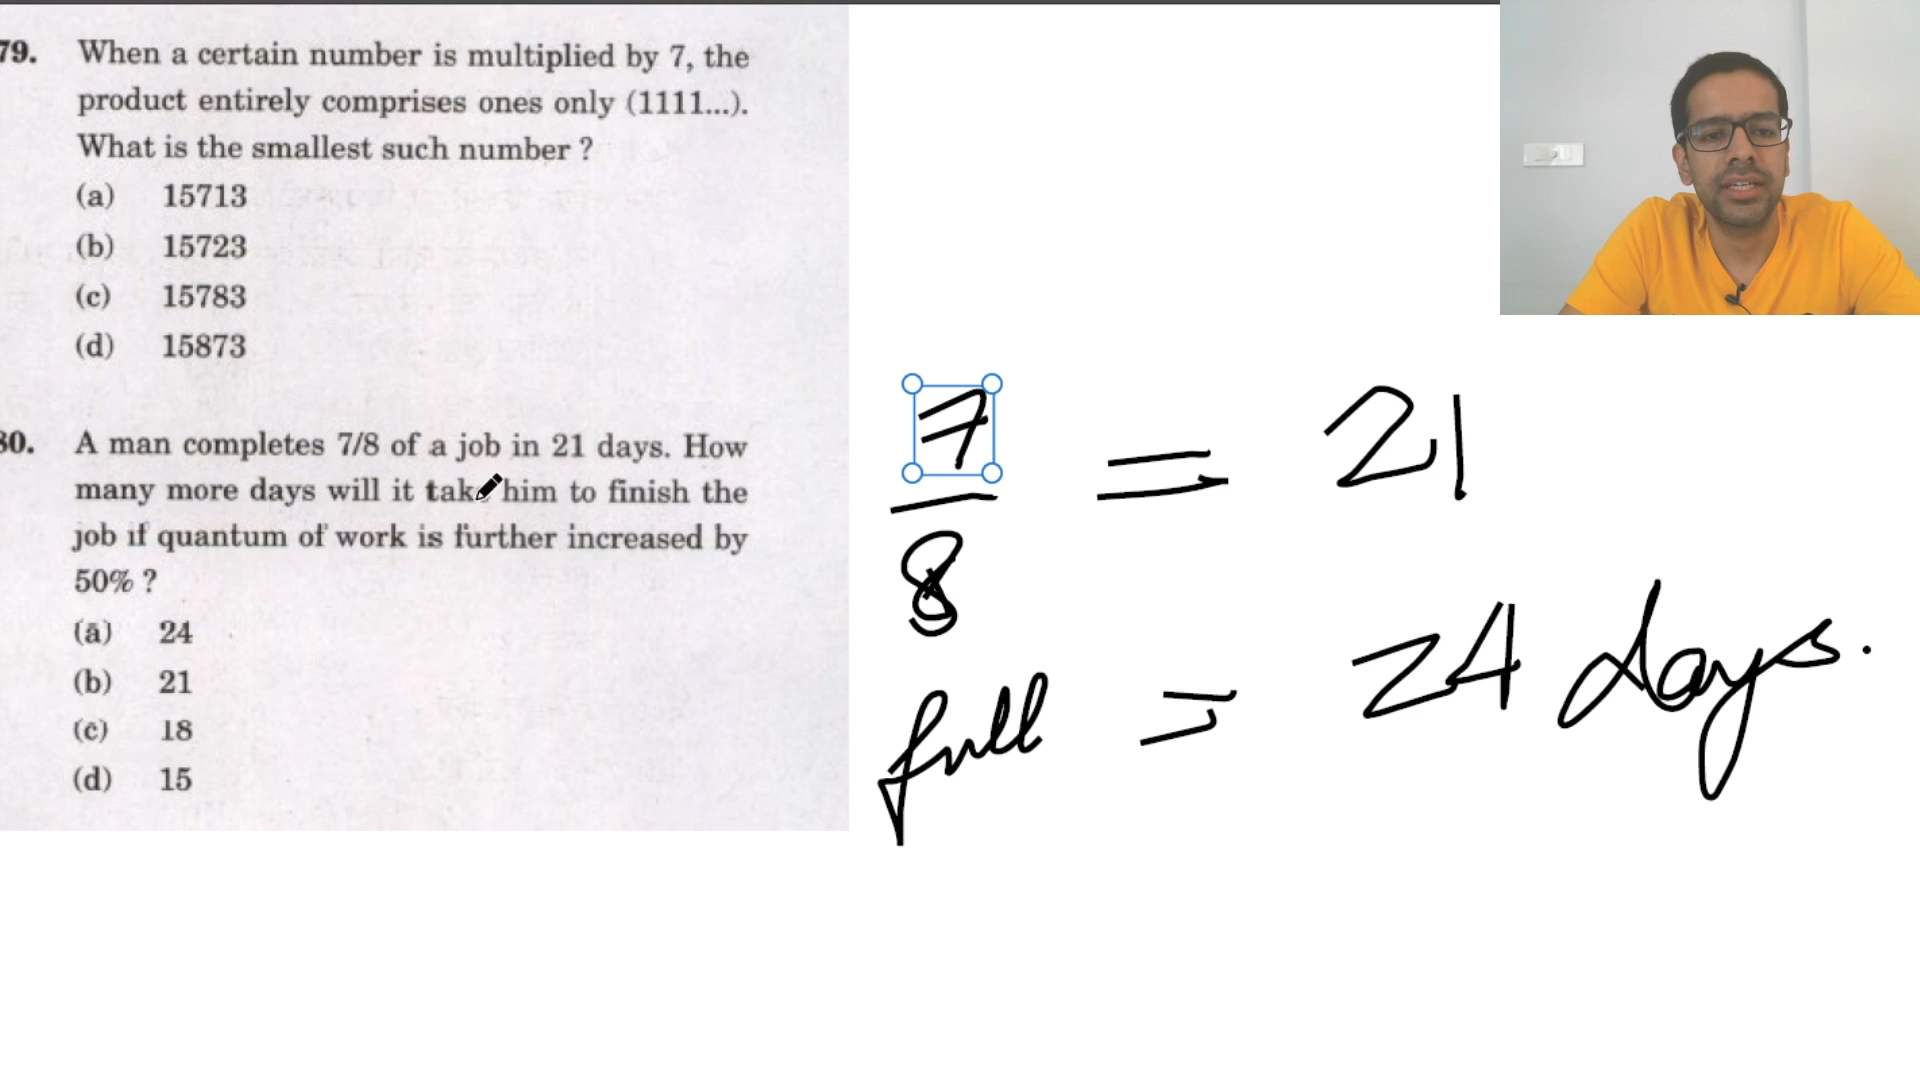 79. When a certain number is multiplied by 7, the
product entirely comprises ones only (1111...).
What is the smallest such number ?
(a) 15713
(b) 15723
(c) 15783
(d) 15873
80. A man completes 7/8 of a job in 21 days. How
many more days will it take him to finish the
job if quantum of work is further increased by
50% ?
(a) 24
(b) 21
(c) 18
(d) 15
7/8 = 21
full = 24 days.